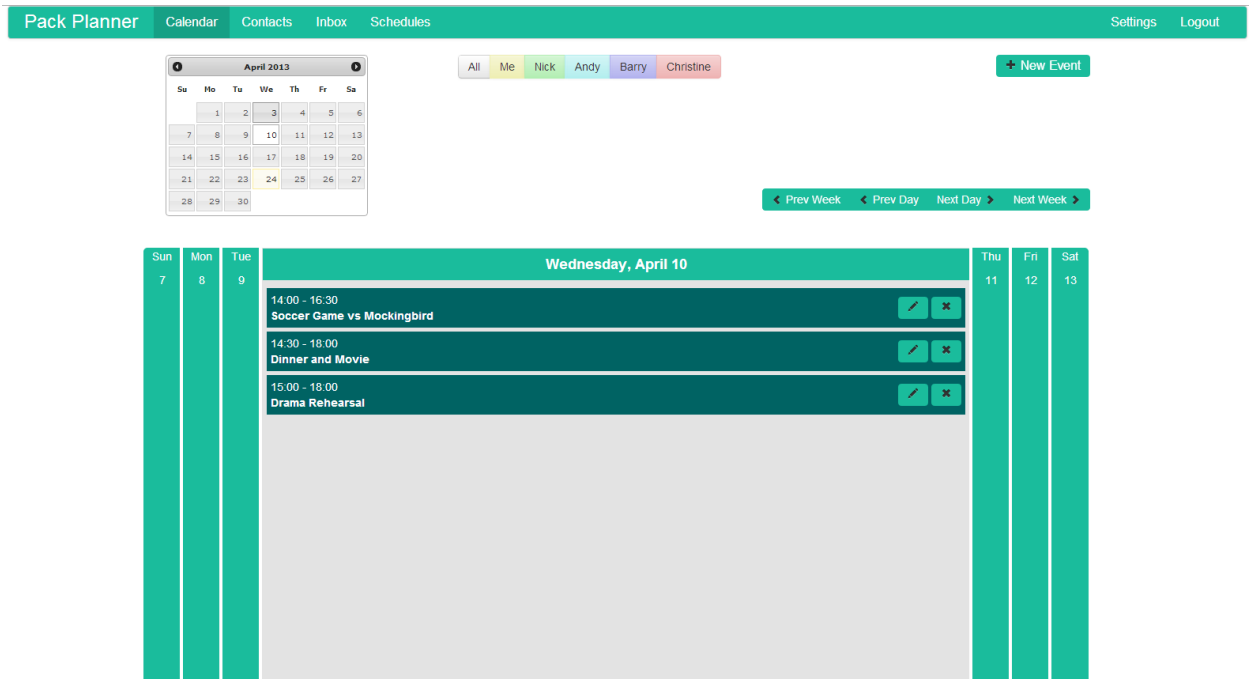 Pack Planner Calendar Contacts Inbox Schedules Settings Logout
April 2013
Su Mo Tu We Th Fr Sa
1 2 3 4 5 6
7 8 9 10 11 12 13
14 15 16 17 18 19 20
21 22 23 24 25 26 27
28 29 30
All Me Nick Andy Barry Christine
New Event
Prev Week Prev Day Next Day Next Week
Sun Mon Tue Wednesday, April 10 Thu Fri Sat
7 8 9 11 12 13
14:00 - 16:30
Soccer Game vs Mockingbird
14:30 - 18:00
Dinner and Movie
15:00 - 18:00
Drama Rehearsal